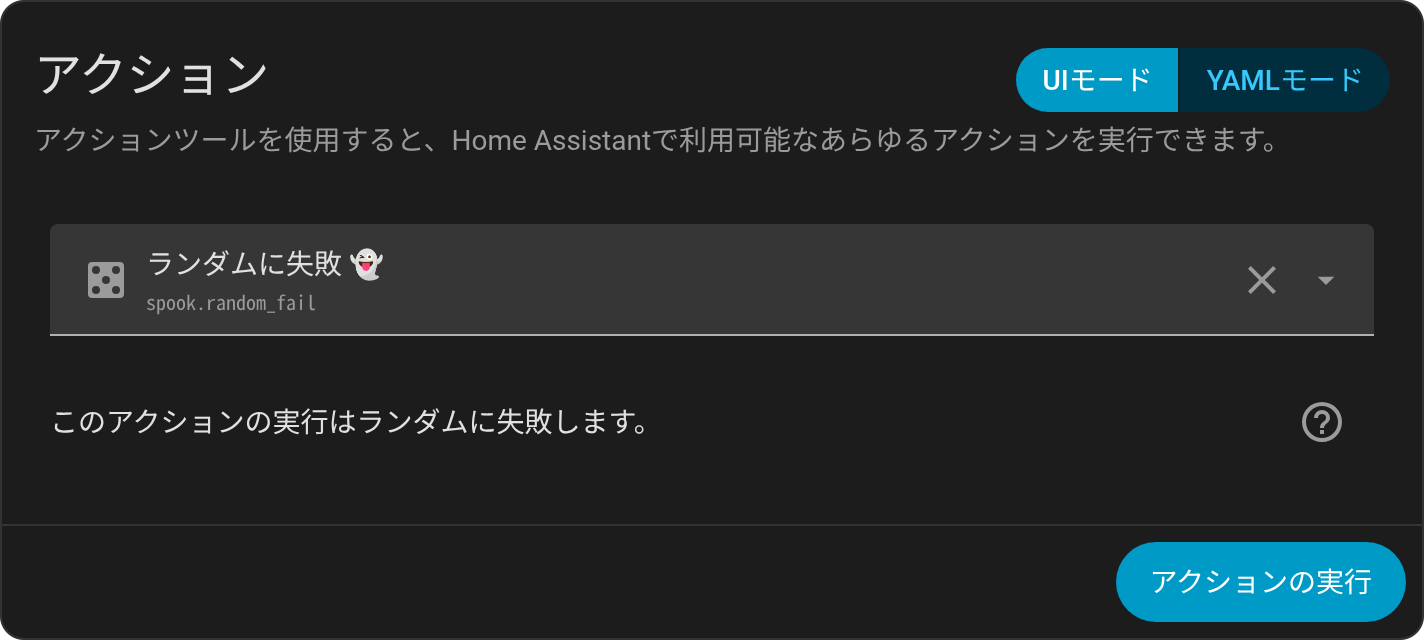 アクション
UIモード
YAMLモード
アクションツールを使用すると、Home Assistantで利用可能なあらゆるアクションを実行できます。
ランダムに失敗 👻
spook.random_fail
このアクションの実行はランダムに失敗します。
アクションの実行